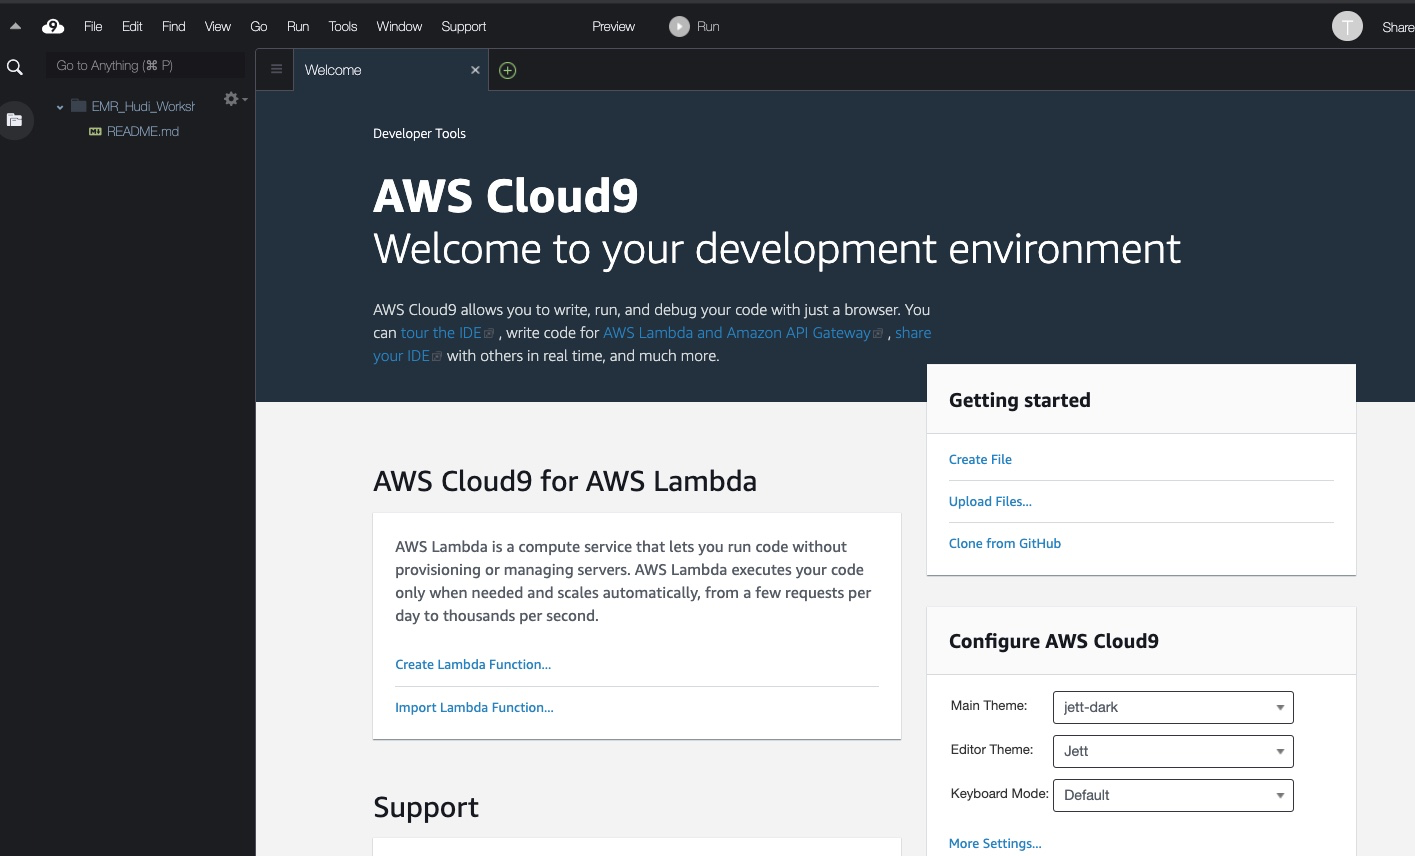 9 File Edit Find View Go Run Tools Window Support Preview Run T Share
Go to Anything (⌘ P)
Welcome
EMR_Hudi_Worksh
README.md
Developer Tools
AWS Cloud9
Welcome to your development environment
AWS Cloud9 allows you to write, run, and debug your code with just a browser. You
can tour the IDE , write code for AWS Lambda and Amazon API Gateway , share
your IDE with others in real time, and much more.
Getting started
Create File
Upload Files...
Clone from GitHub
AWS Cloud9 for AWS Lambda
AWS Lambda is a compute service that lets you run code without
provisioning or managing servers. AWS Lambda executes your code
only when needed and scales automatically, from a few requests per
day to thousands per second.
Create Lambda Function...
Import Lambda Function...
Configure AWS Cloud9
Main Theme: jett-dark
Editor Theme: Jett
Keyboard Mode: Default
More Settings...
Support